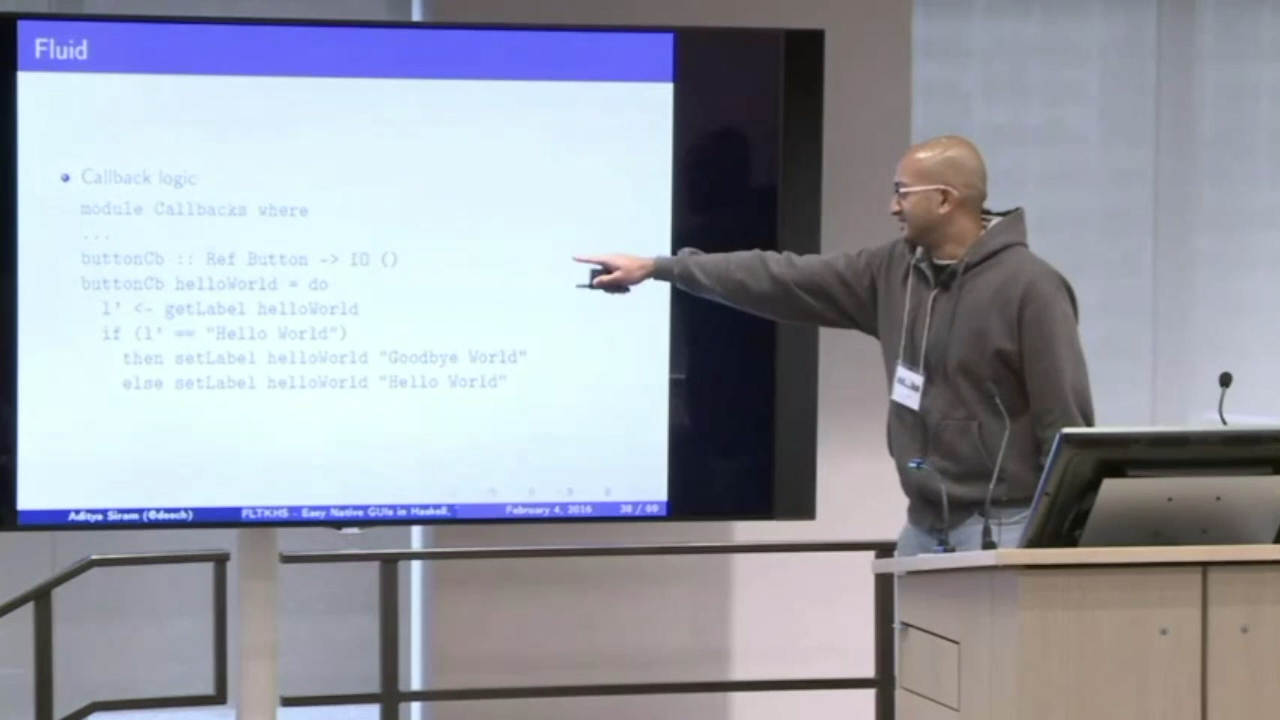 Fluid
Callback logic
module Callbacks where
...
buttonCb :: Ref Button -> IO ()
buttonCb helloWorld = do
l' <- getLabel helloWorld
if (l' == "Hello World")
then setLabel helloWorld "Goodbye World"
else setLabel helloWorld "Hello World"
Aditya Siram (@deech) FLTKHS - Easy Native GUIs in Haskell, February 4, 2016 38 / 69